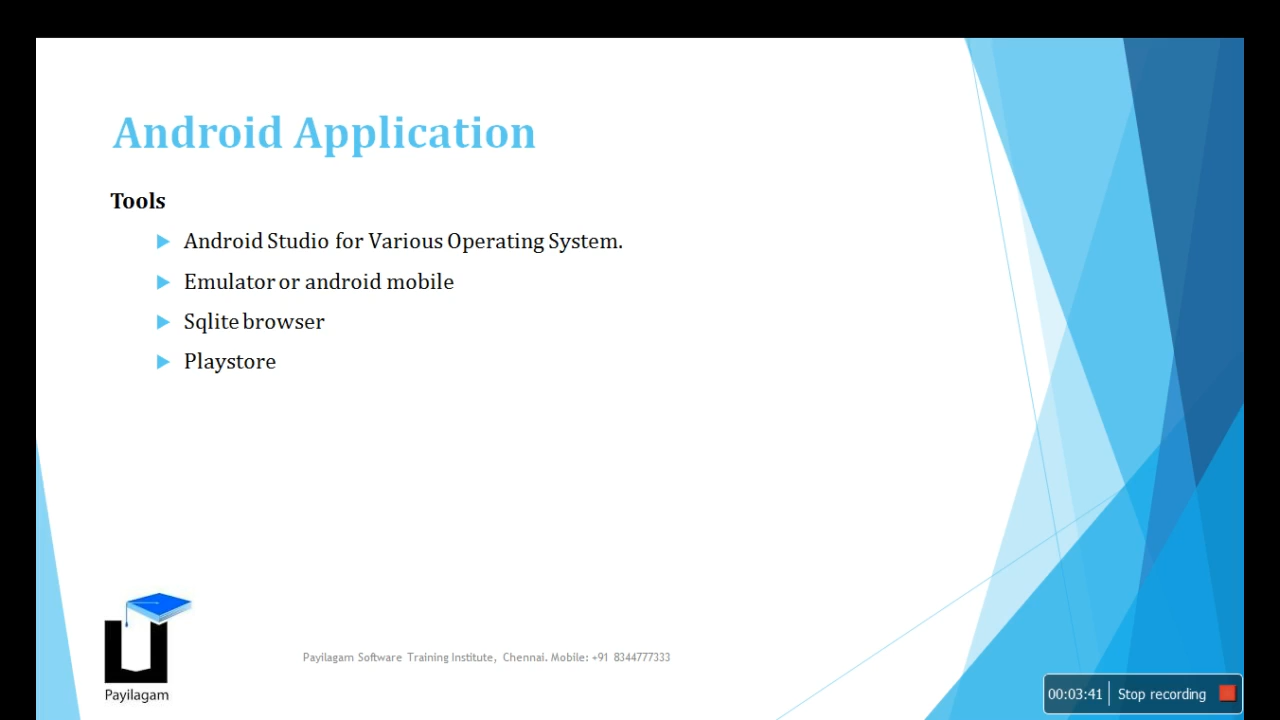 Android Application
Tools
Android Studio for Various Operating System.
Emulator or android mobile
Sqlite browser
Playstore
Payilagam Software Training Institute, Chennai. Mobile: +91 8344777333
Payilagam
00:03:41 Stop recording